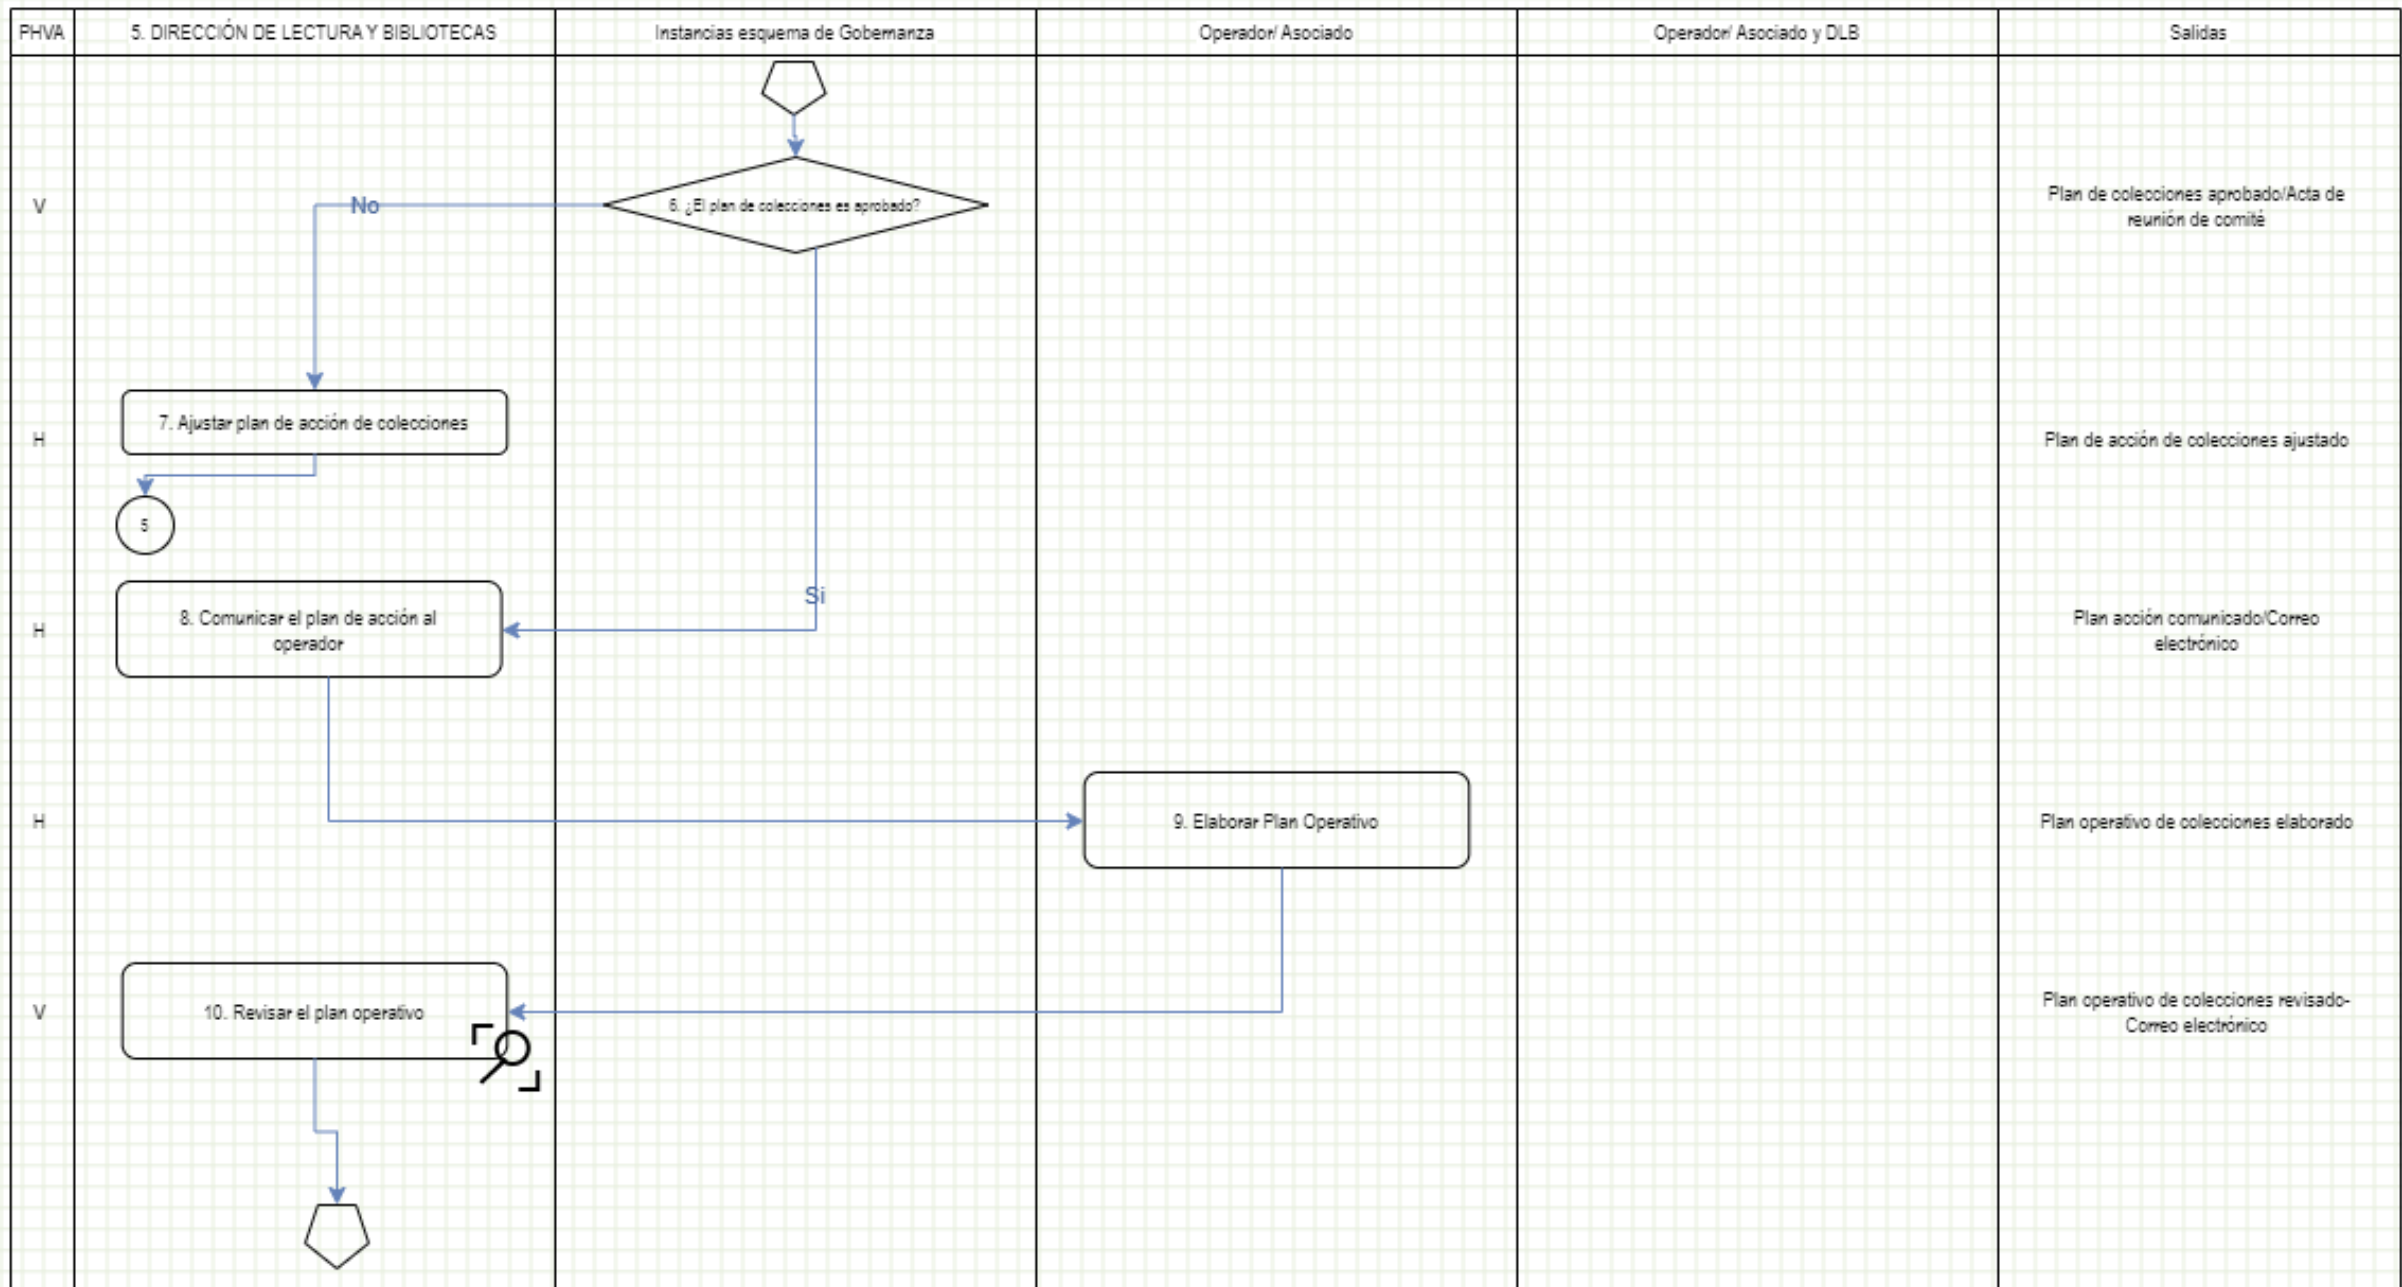 PHVA
5. DIRECCIÓN DE LECTURA Y BIBLIOTECAS
Instancias esquema de Gobernanza
Operador/ Asociado
Operador/ Asociado y DLB
Salidas
V
No
6. ¿El plan de colecciones es aprobado?
Plan de colecciones aprobado/Acta de
reunión de comité
H
7. Ajustar plan de acción de colecciones
Plan de acción de colecciones ajustado
5
Si
H
8. Comunicar el plan de acción al
operador
Plan acción comunicado/Correo
electrónico
H
9. Elaborar Plan Operativo
Plan operativo de colecciones elaborado
V
10. Revisar el plan operativo
Plan operativo de colecciones revisado-
Correo electrónico